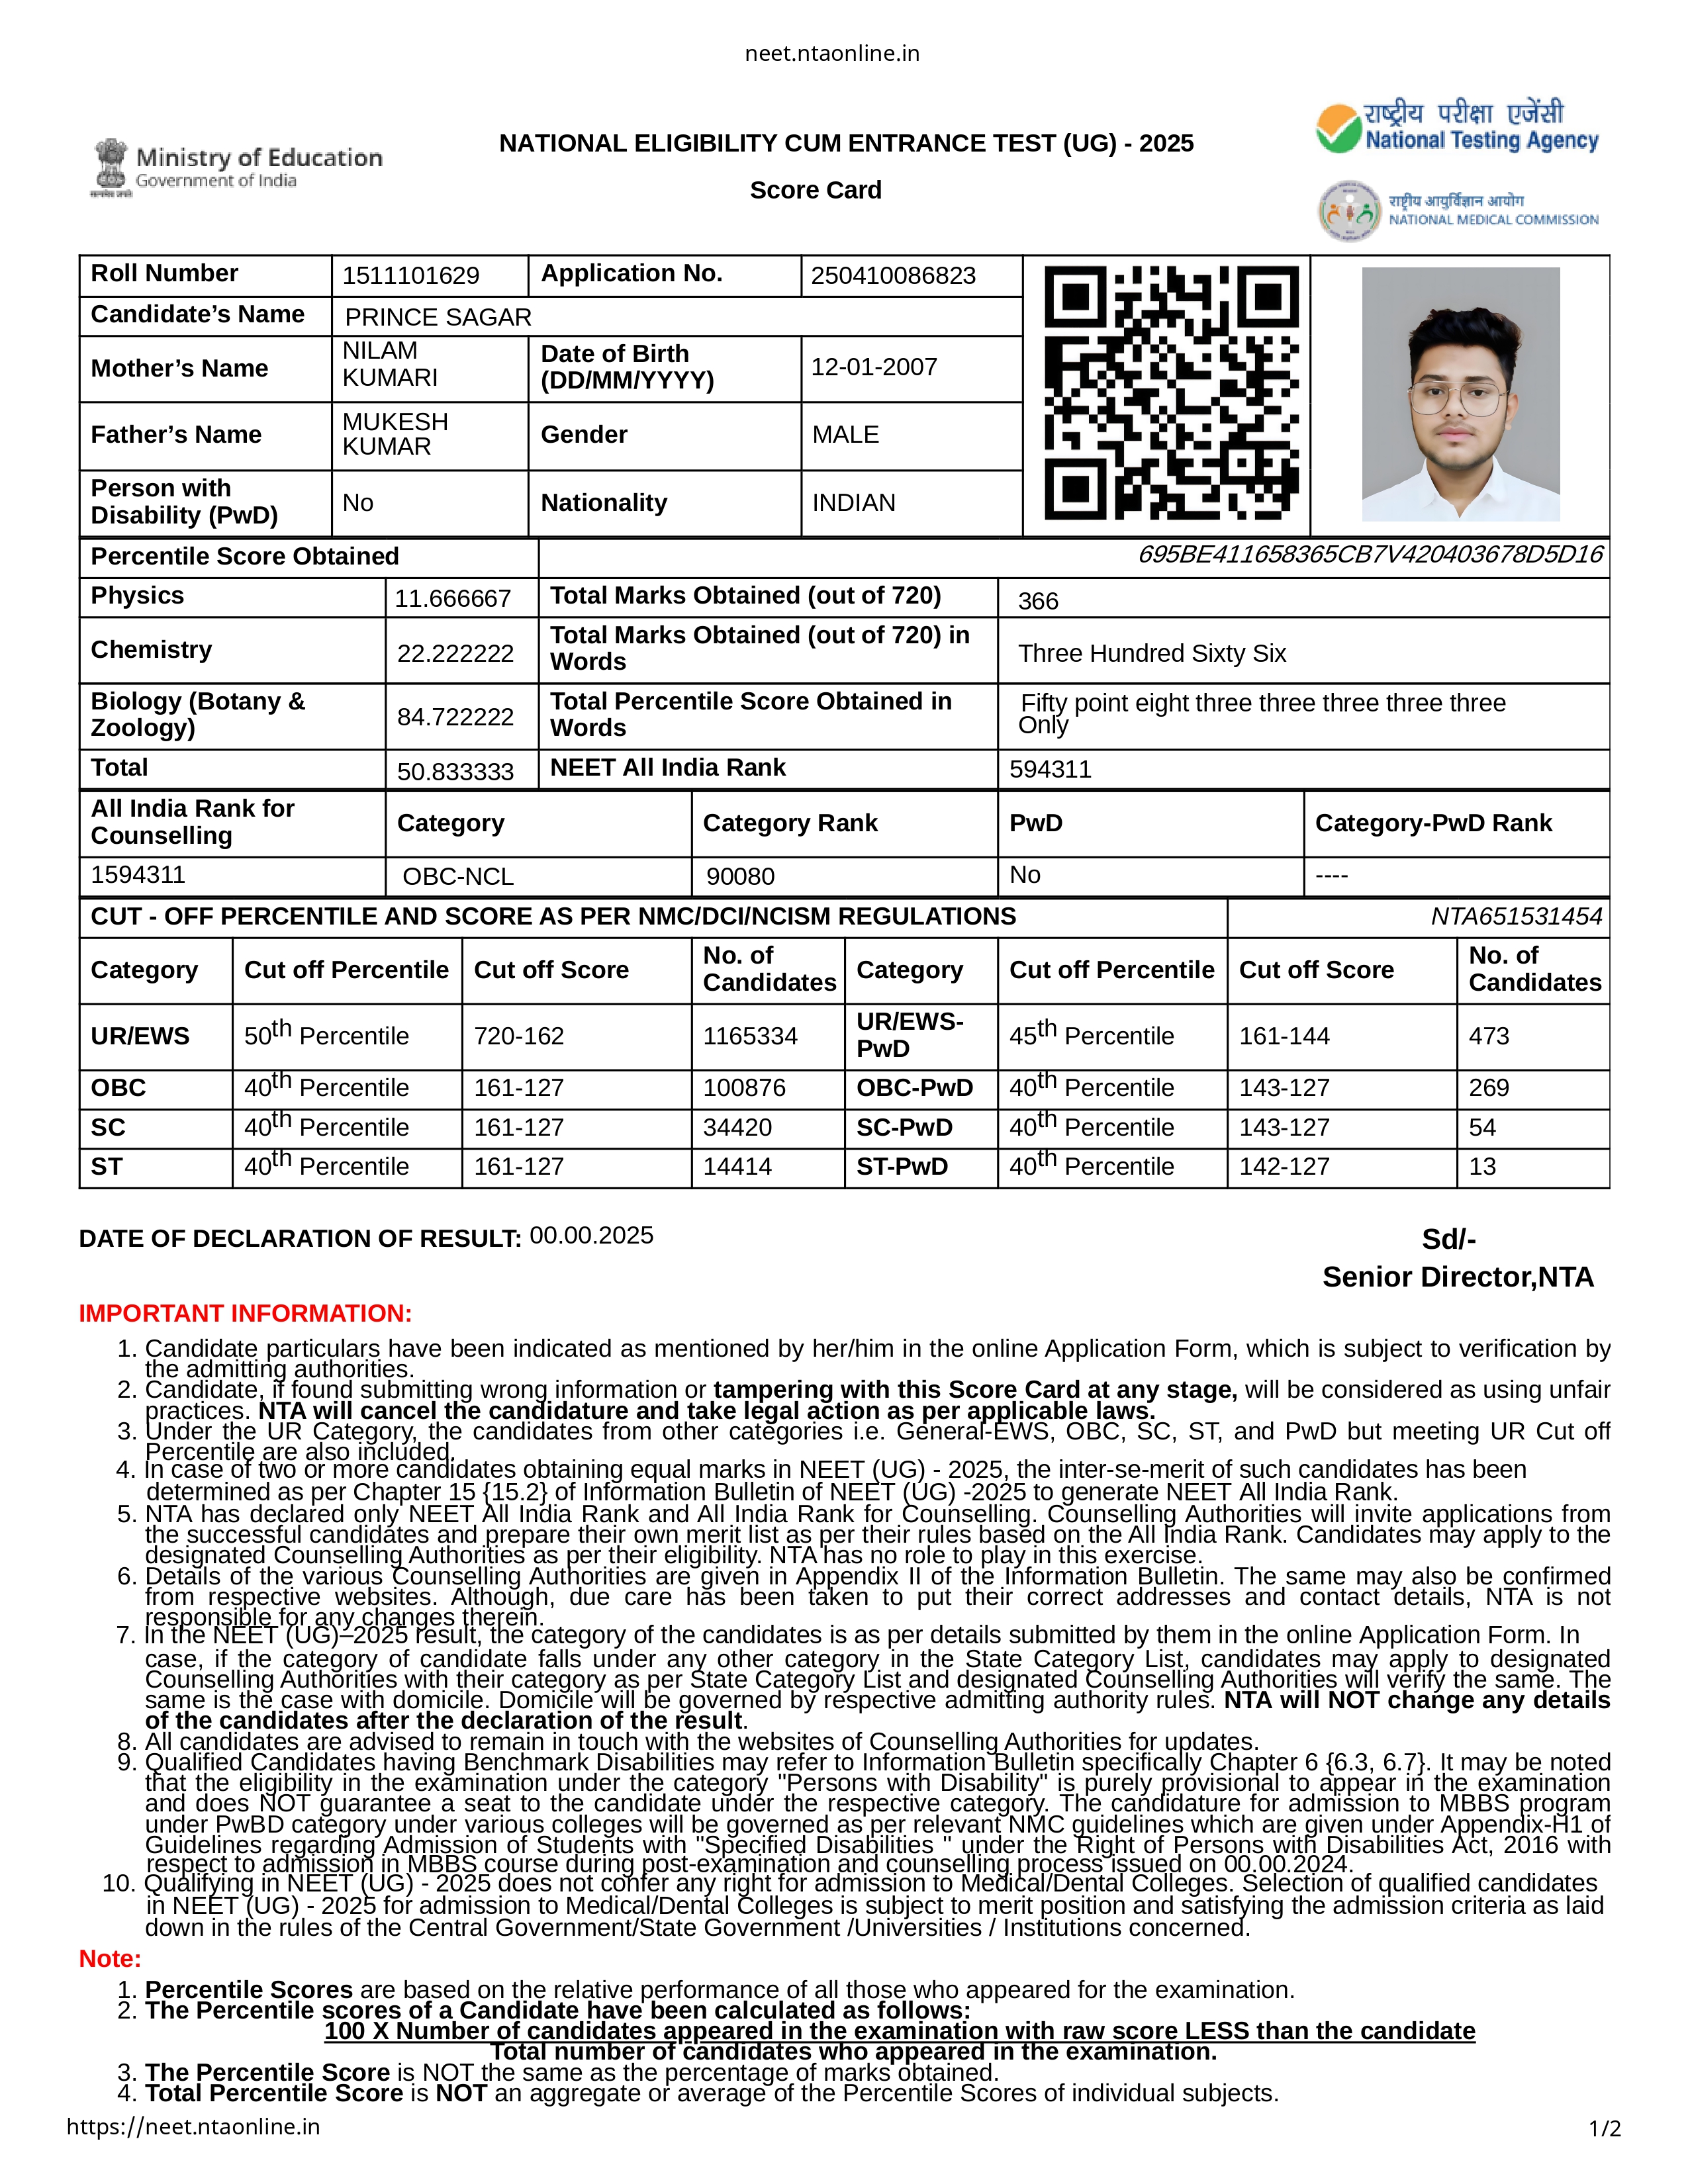 neet.ntaonline.in
Ministry of Education
Government of India
सत्यमेव जयते
NATIONAL ELIGIBILITY CUM ENTRANCE TEST (UG) - 2025
Score Card
राष्ट्रीय परीक्षा एजेंसी
National Testing Agency
राष्ट्रीय आयुर्विज्ञान आयोग
NATIONAL MEDICAL COMMISSION
Roll Number 1511101629 Application No. 250410086823
Candidate’s Name PRINCE SAGAR
Mother’s Name NILAM KUMARI Date of Birth (DD/MM/YYYY) 12-01-2007
Father’s Name MUKESH KUMAR Gender MALE
Person with Disability (PwD) No Nationality INDIAN
Percentile Score Obtained 695BE411658365CB7V420403678D5D16
Physics 11.666667 Total Marks Obtained (out of 720) 366
Chemistry 22.222222 Total Marks Obtained (out of 720) in Words Three Hundred Sixty Six
Biology (Botany & Zoology) 84.722222 Total Percentile Score Obtained in Words Fifty point eight three three three three three Only
Total 50.833333 NEET All India Rank 594311
All India Rank for Counselling Category Category Rank PwD Category-PwD Rank
1594311 OBC-NCL 90080 No ----
CUT - OFF PERCENTILE AND SCORE AS PER NMC/DCI/NCISM REGULATIONS NTA651531454
Category Cut off Percentile Cut off Score No. of Candidates Category Cut off Percentile Cut off Score No. of Candidates
UR/EWS 50th Percentile 720-162 1165334 UR/EWS-PwD 45th Percentile 161-144 473
OBC 40th Percentile 161-127 100876 OBC-PwD 40th Percentile 143-127 269
SC 40th Percentile 161-127 34420 SC-PwD 40th Percentile 143-127 54
ST 40th Percentile 161-127 14414 ST-PwD 40th Percentile 142-127 13
DATE OF DECLARATION OF RESULT: 00.00.2025
Sd/-
Senior Director,NTA
IMPORTANT INFORMATION:
1. Candidate particulars have been indicated as mentioned by her/him in the online Application Form, which is subject to verification by
the admitting authorities.
2. Candidate, if found submitting wrong information or tampering with this Score Card at any stage, will be considered as using unfair
practices. NTA will cancel the candidature and take legal action as per applicable laws.
3. Under the UR Category, the candidates from other categories i.e. General-EWS, OBC, SC, ST, and PwD but meeting UR Cut off
Percentile are also included.
4. In case of two or more candidates obtaining equal marks in NEET (UG) - 2025, the inter-se-merit of such candidates has been
determined as per Chapter 15 {15.2} of Information Bulletin of NEET (UG) -2025 to generate NEET All India Rank.
5. NTA has declared only NEET All India Rank and All India Rank for Counselling. Counselling Authorities will invite applications from
the successful candidates and prepare their own merit list as per their rules based on the All India Rank. Candidates may apply to the
designated Counselling Authorities as per their eligibility. NTA has no role to play in this exercise.
6. Details of the various Counselling Authorities are given in Appendix II of the Information Bulletin. The same may also be confirmed
from respective websites. Although, due care has been taken to put their correct addresses and contact details, NTA is not
responsible for any changes therein.
7. In the NEET (UG)–2025 result, the category of the candidates is as per details submitted by them in the online Application Form. In
case, if the category of candidate falls under any other category in the State Category List, candidates may apply to designated
Counselling Authorities with their category as per State Category List and designated Counselling Authorities will verify the same. The
same is the case with domicile. Domicile will be governed by respective admitting authority rules. NTA will NOT change any details
of the candidates after the declaration of the result.
8. All candidates are advised to remain in touch with the websites of Counselling Authorities for updates.
9. Qualified Candidates having Benchmark Disabilities may refer to Information Bulletin specifically Chapter 6 {6.3, 6.7}. It may be noted
that the eligibility in the examination under the category "Persons with Disability" is purely provisional to appear in the examination
and does NOT guarantee a seat to the candidate under the respective category. The candidature for admission to MBBS program
under PwBD category under various colleges will be governed as per relevant NMC guidelines which are given under Appendix-H1 of
Guidelines regarding Admission of Students with "Specified Disabilities " under the Right of Persons with Disabilities Act, 2016 with
respect to admission in MBBS course during post-examination and counselling process issued on 00.00.2024.
10. Qualifying in NEET (UG) - 2025 does not confer any right for admission to Medical/Dental Colleges. Selection of qualified candidates
in NEET (UG) - 2025 for admission to Medical/Dental Colleges is subject to merit position and satisfying the admission criteria as laid
down in the rules of the Central Government/State Government /Universities / Institutions concerned.
Note:
1. Percentile Scores are based on the relative performance of all those who appeared for the examination.
2. The Percentile scores of a Candidate have been calculated as follows:
100 X Number of candidates appeared in the examination with raw score LESS than the candidate
Total number of candidates who appeared in the examination.
3. The Percentile Score is NOT the same as the percentage of marks obtained.
4. Total Percentile Score is NOT an aggregate or average of the Percentile Scores of individual subjects.
https://neet.ntaonline.in
1/2